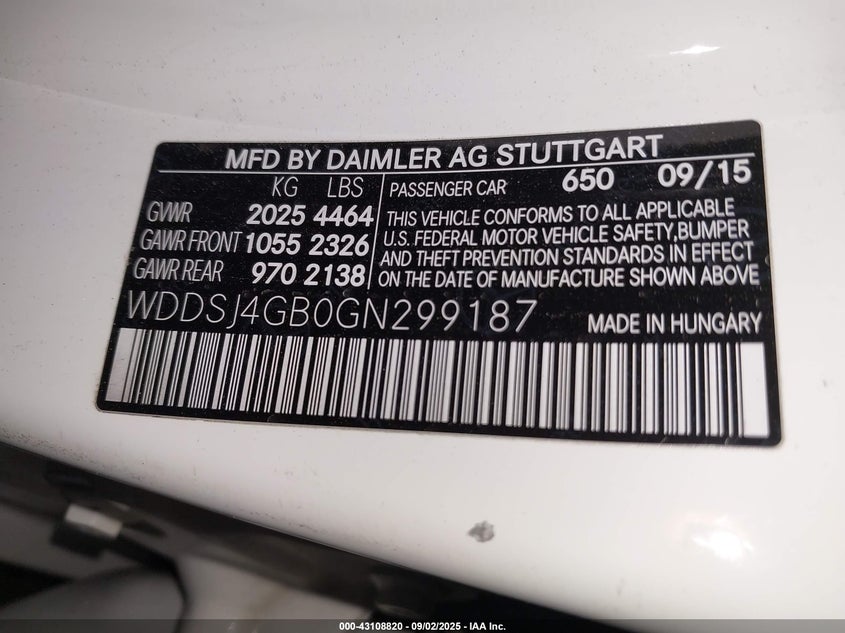 MFD BY DAIMLER AG STUTTGART
KG LBS
GVWR 2025 4464
GAWR FRONT 1055 2326
GAWR REAR 970 2138
PASSENGER CAR 650 09/15
THIS VEHICLE CONFORMS TO ALL APPLICABLE
U.S. FEDERAL MOTOR VEHICLE SAFETY,BUMPER
AND THEFT PREVENTION STANDARDS IN EFFECT
ON THE DATE OF MANUFACTURE SHOWN ABOVE
WDDSJ4GB0GN299187 MADE IN HUNGARY
000-43108820 - 09/02/2025 - IAA Inc.